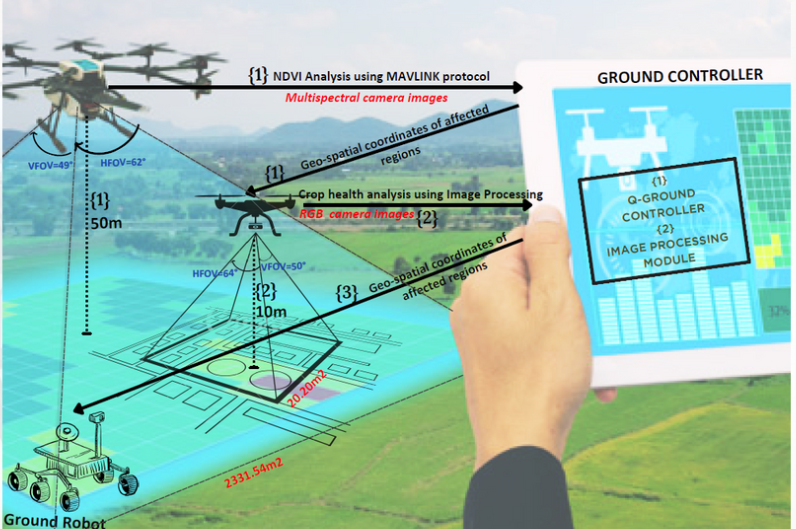 {1} NDVI Analysis using MAVLINK protocol
Multispectral camera images
GROUND CONTROLLER
VFOV=49°
HFOV=62°
{1}
50m
{1}
Geo-spatial coordinates of affected
regions
Crop health analysis using Image Processing
RGB camera images
{2}
{1}
Q-GROUND
CONTROLLER
{2}
IMAGE PROCESSING
MODULE
HFOV=64°
VFOV=50°
{2}
10m
{3}
Geo-spatial coordinates of
affected regions
32%
20.20m2
2331.54m2
Ground Robot